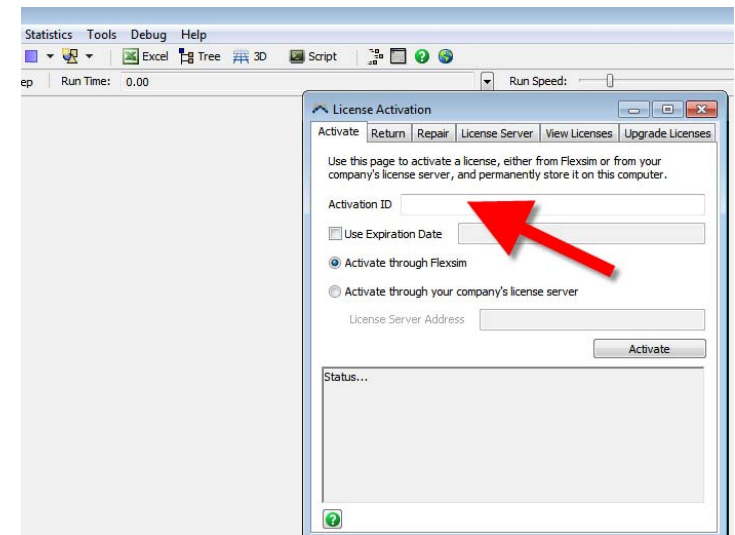 Statistics Tools Debug Help
Excel Tree 3D Script
Run Time: 0.00 Run Speed:
License Activation
Activate Return Repair License Server View Licenses Upgrade Licenses
Use this page to activate a license, either from Flexsim or from your
company's license server, and permanently store it on this computer.
Activation ID
Use Expiration Date
Activate through Flexsim
Activate through your company's license server
License Server Address
Activate
Status...